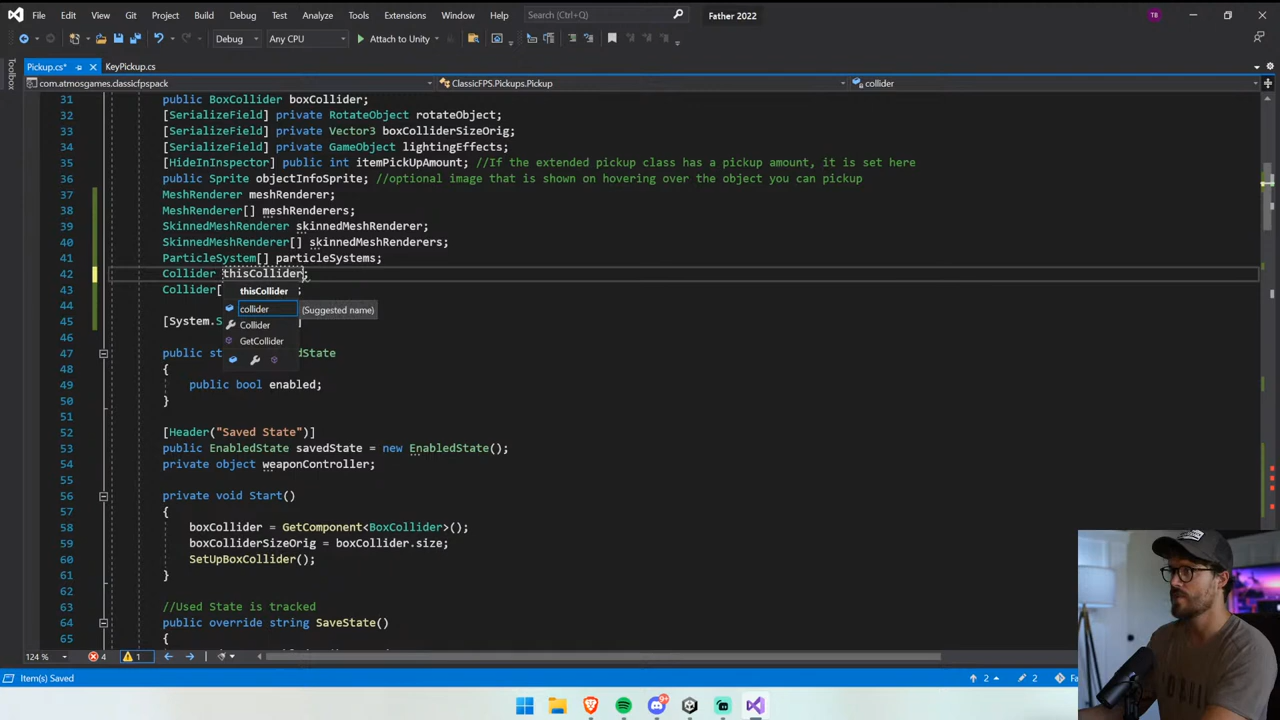 File Edit View Git Project Build Debug Test Analyze Tools Extensions Window Help Search (Ctrl+Q) Father 2022 TB
Debug Any CPU Attach to Unity
Toolbox
Pickup.cs* KeyPickup.cs
com.atmosgames.classicfpspack ClassicFPS.Pickups.Pickup collider
31 public BoxCollider boxCollider;
32 [SerializeField] private RotateObject rotateObject;
33 [SerializeField] private Vector3 boxColliderSizeOrig;
34 [SerializeField] private GameObject lightingEffects;
35 [HideInInspector] public int itemPickUpAmount; //If the extended pickup class has a pickup amount, it is set here
36 public Sprite objectInfoSprite; //optional image that is shown on hovering over the object you can pickup
37 MeshRenderer meshRenderer;
38 MeshRenderer[] meshRenderers;
39 SkinnedMeshRenderer skinnedMeshRenderer;
40 SkinnedMeshRenderer[] skinnedMeshRenderers;
41 ParticleSystem[] particleSystems;
42 Collider thisCollider;
43 Collider[ ;
thisCollider
collider (Suggested name)
Collider
GetCollider
44
45 [System.S ]
46
47 public st edState
48 {
49 public bool enabled;
50 }
51
52 [Header("Saved State")]
53 public EnabledState savedState = new EnabledState();
54 private object weaponController;
55
56 private void Start()
57 {
58 boxCollider = GetComponent<BoxCollider>();
59 boxColliderSizeOrig = boxCollider.size;
60 SetUpBoxCollider();
61 }
62
63 //Used State is tracked
64 public override string SaveState()
65 {
124 % 4 1
Item(s) Saved 2 2 Fa